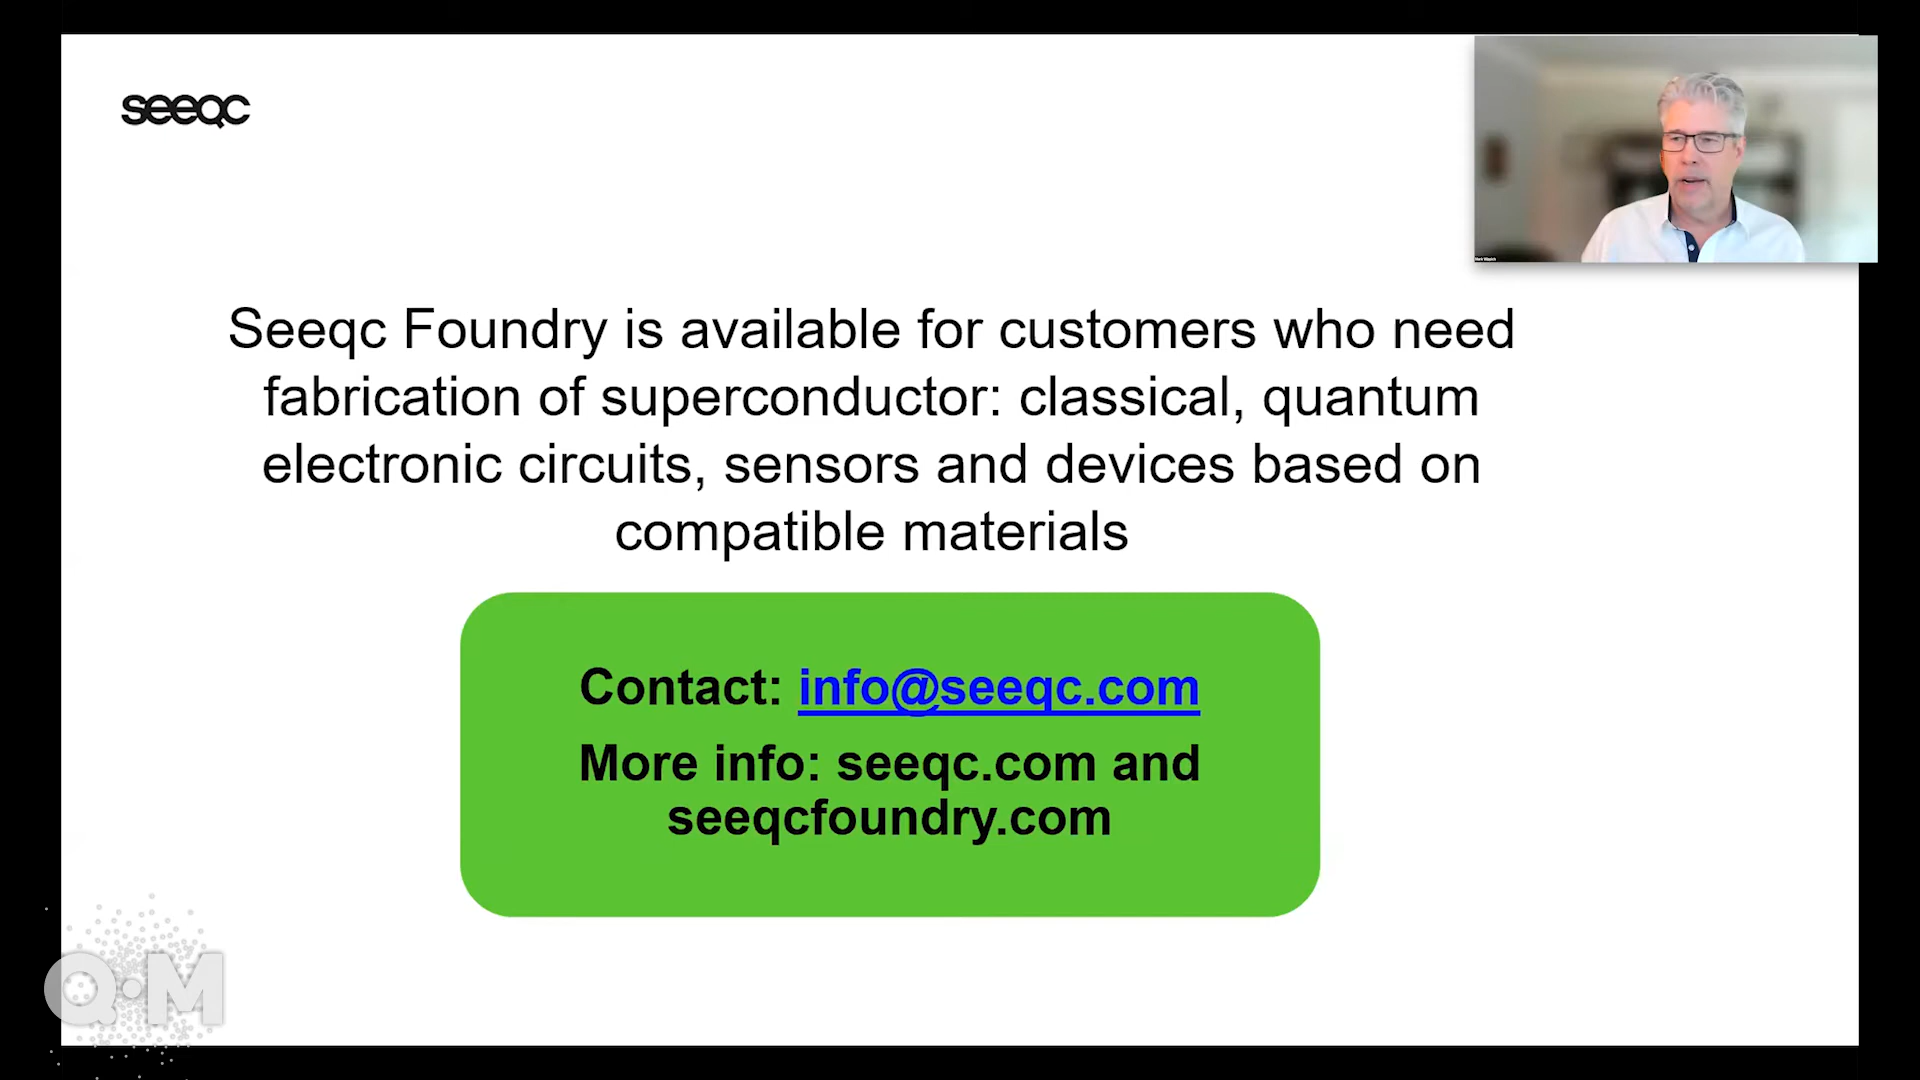 seeqc
Seeqc Foundry is available for customers who need
fabrication of superconductor: classical, quantum
electronic circuits, sensors and devices based on
compatible materials
Contact: info@seeqc.com
More info: seeqc.com and
seeqcfoundry.com
Q·M